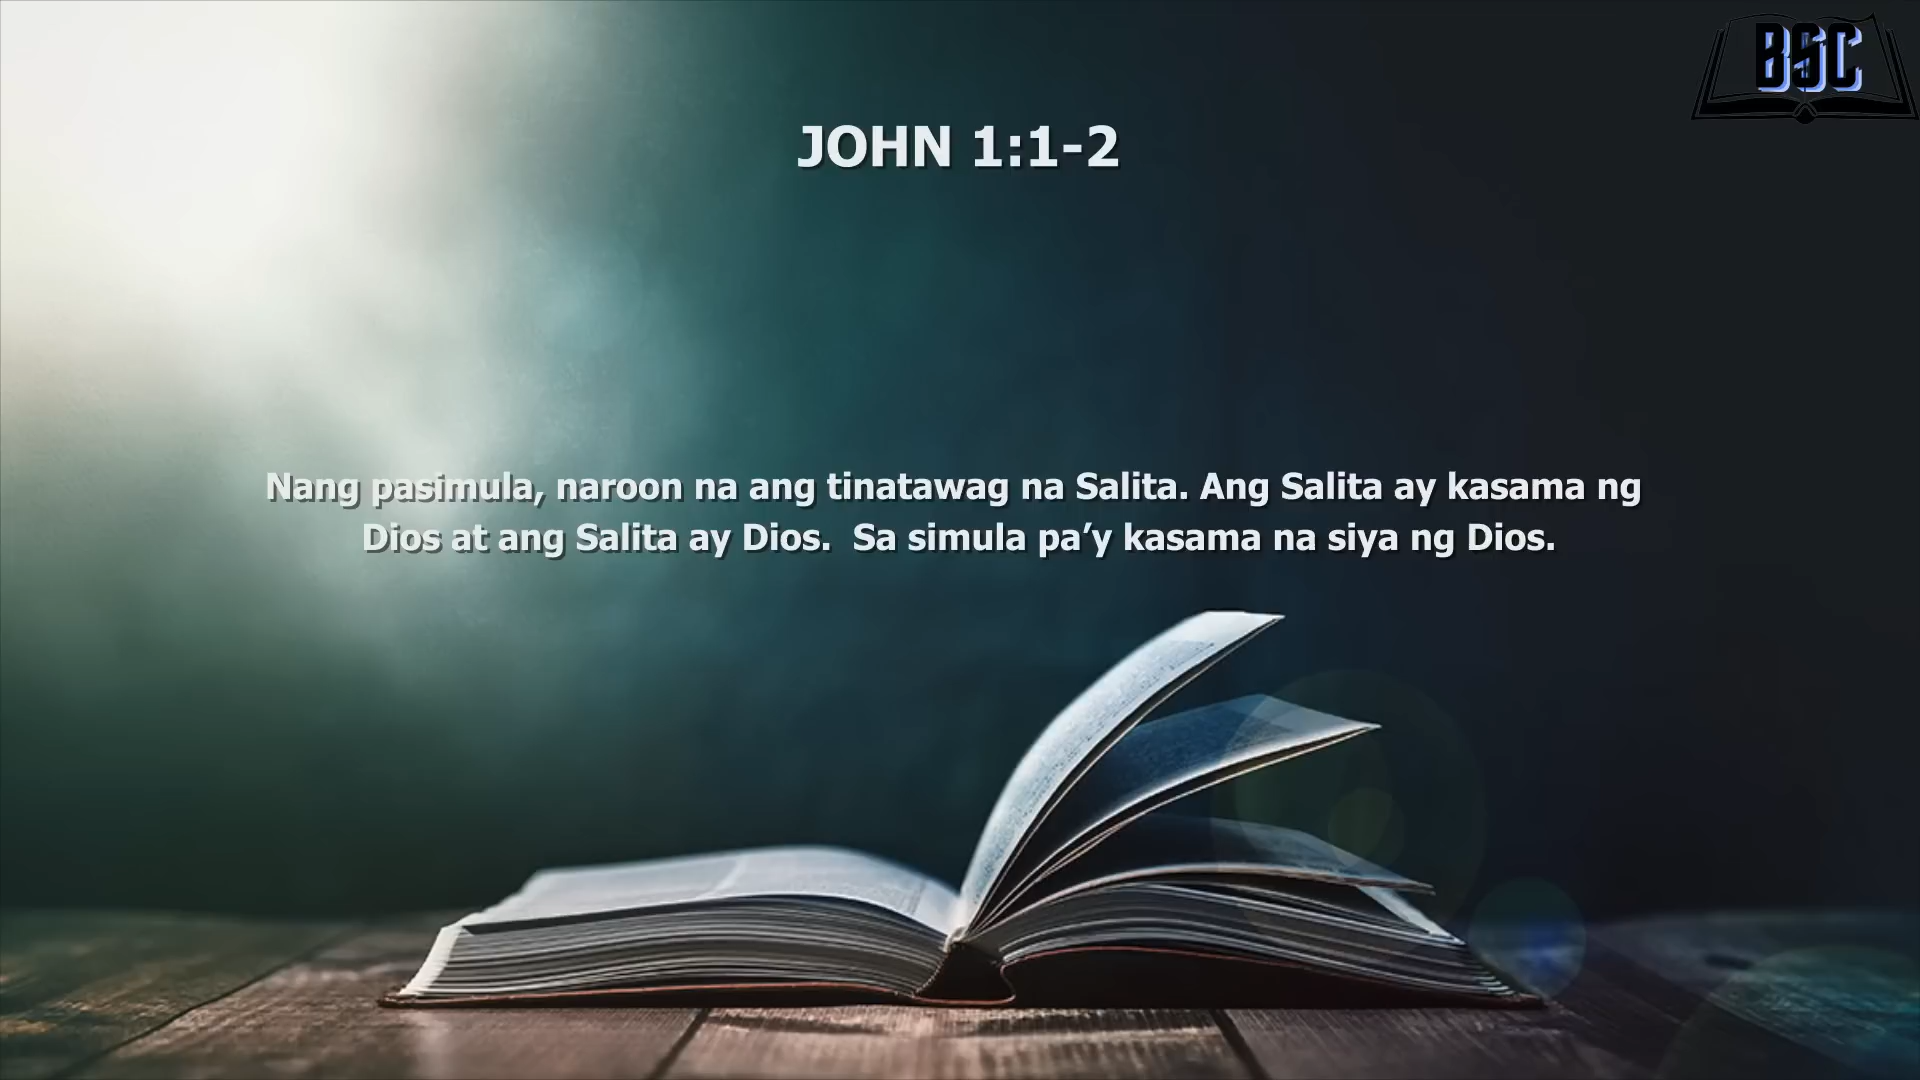 BSC
JOHN 1:1-2
Nang pasimula, naroon na ang tinatawag na Salita. Ang Salita ay kasama ng
Dios at ang Salita ay Dios.  Sa simula pa’y kasama na siya ng Dios.